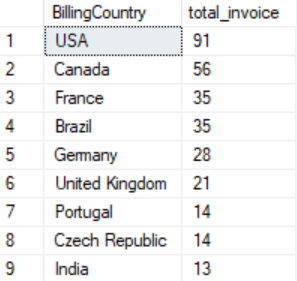 BillingCountry total_invoice
1 USA 91
2 Canada 56
3 France 35
4 Brazil 35
5 Germany 28
6 United Kingdom 21
7 Portugal 14
8 Czech Republic 14
9 India 13